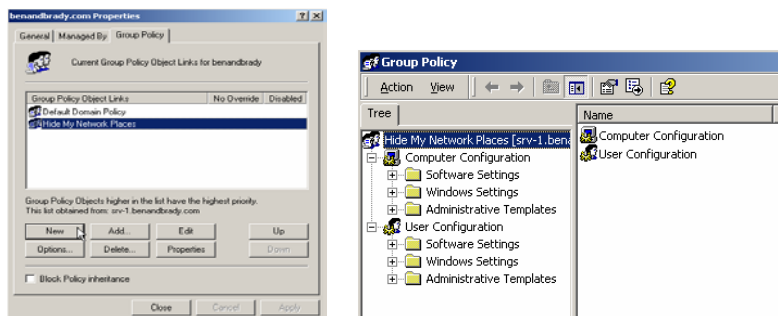 benandbrady.com Properties
General Managed By Group Policy
Current Group Policy Object Links for benandbrady
Group Policy Object Links No Override Disabled
Default Domain Policy
Hide My Network Places
Group Policy Objects higher in the list have the highest priority.
This list obtained from: srv-1.benandbrady.com
New Add... Edit Up
Options... Delete... Properties Down
Block Policy inheritance
Close Cancel Apply
Group Policy
Action View
Tree
Hide My Network Places [srv-1.ben
Computer Configuration
Software Settings
Windows Settings
Administrative Templates
User Configuration
Software Settings
Windows Settings
Administrative Templates
Name
Computer Configuration
User Configuration